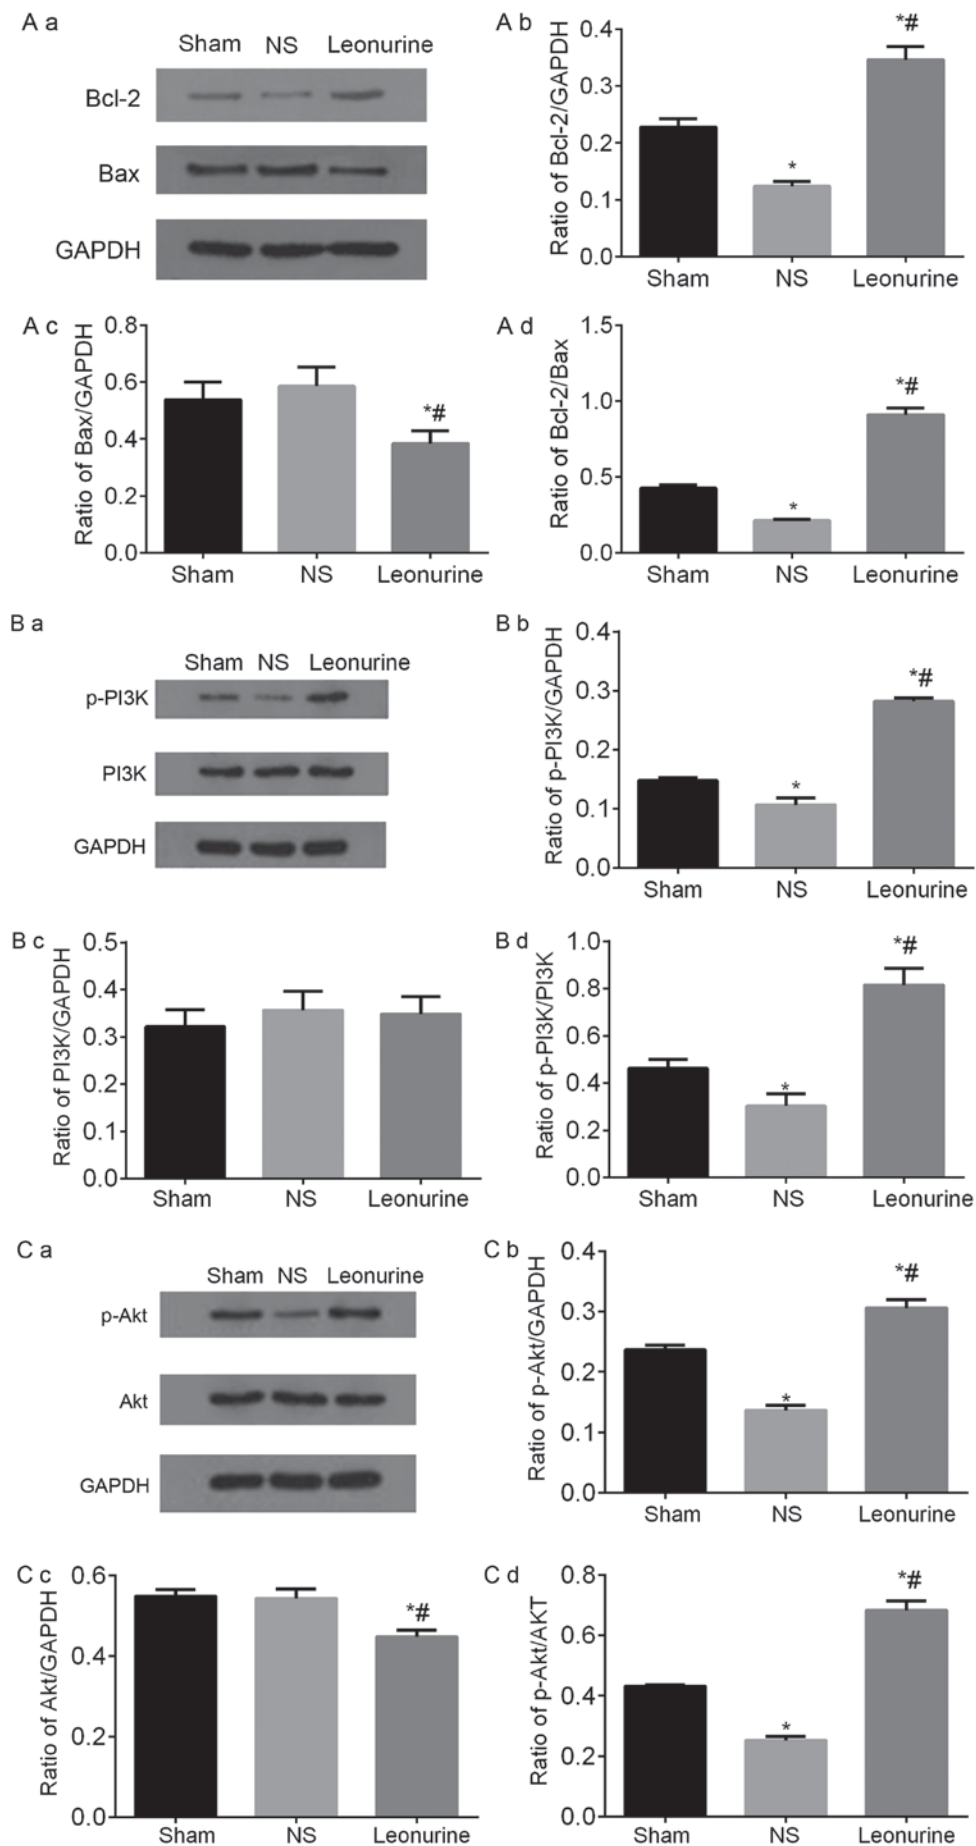 A a
Sham NS Leonurine
Bcl-2
Bax
GAPDH
A b
Ratio of Bcl-2/GAPDH
0.4
0.3
0.2
0.1
0.0
*
*#
Sham NS Leonurine
A c
Ratio of Bax/GAPDH
0.8
0.6
0.4
0.2
0.0
*#
Sham NS Leonurine
A d
Ratio of Bcl-2/Bax
1.5
1.0
0.5
0.0
*
*#
Sham NS Leonurine
B a
Sham NS Leonurine
p-PI3K
PI3K
GAPDH
B b
Ratio of p-PI3K/GAPDH
0.4
0.3
0.2
0.1
0.0
*
*#
Sham NS Leonurine
B c
Ratio of PI3K/GAPDH
0.5
0.4
0.3
0.2
0.1
0.0
Sham NS Leonurine
B d
Ratio of p-PI3K/PI3K
1.0
0.8
0.6
0.4
0.2
0.0
*
*#
Sham NS Leonurine
C a
Sham NS Leonurine
p-Akt
Akt
GAPDH
C b
Ratio of p-Akt/GAPDH
0.4
0.3
0.2
0.1
0.0
*
*#
Sham NS Leonurine
C c
Ratio of Akt/GAPDH
0.6
0.4
0.2
0.0
*#
Sham NS Leonurine
C d
Ratio of p-Akt/AKT
0.8
0.6
0.4
0.2
0.0
*
*#
Sham NS Leonurine